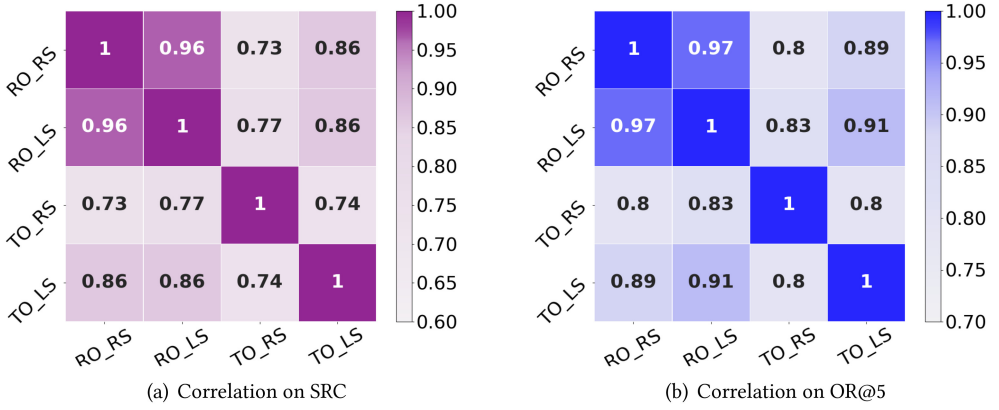 RO_RS 1 0.96 0.73 0.86
RO_LS 0.96 1 0.77 0.86
TO_RS 0.73 0.77 1 0.74
TO_LS 0.86 0.86 0.74 1
RO_RS RO_LS TO_RS TO_LS
1.00
0.95
0.90
0.85
0.80
0.75
0.70
0.65
0.60
(a) Correlation on SRC
RO_RS 1 0.97 0.8 0.89
RO_LS 0.97 1 0.83 0.91
TO_RS 0.8 0.83 1 0.8
TO_LS 0.89 0.91 0.8 1
RO_RS RO_LS TO_RS TO_LS
1.00
0.95
0.90
0.85
0.80
0.75
0.70
(b) Correlation on OR@5